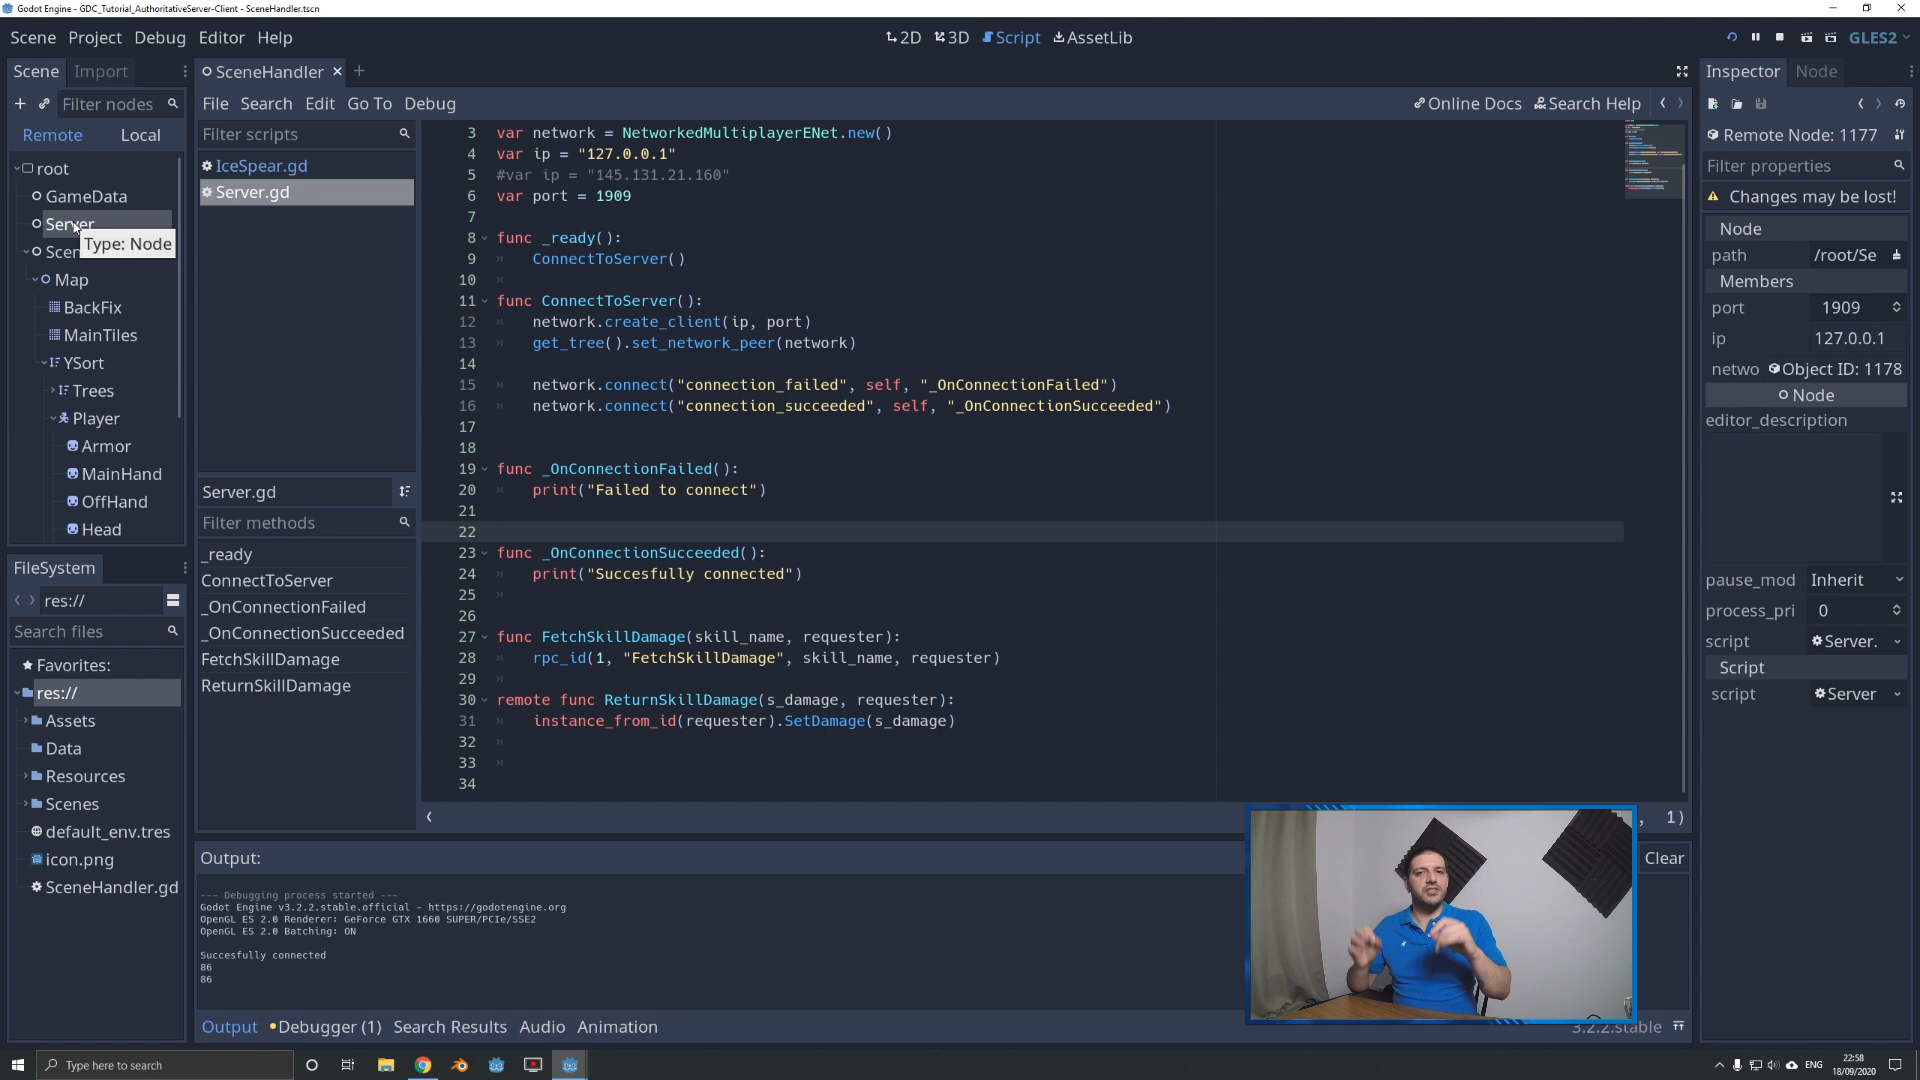 Godot Engine - GDC_Tutorial_AuthoritativeServer-Client - SceneHandler.tscn
Scene Project Debug Editor Help
2D 3D Script AssetLib
GLES2
Scene Import
SceneHandler
Inspector Node
Filter nodes
File Search Edit Go To Debug
Online Docs Search Help
Remote Local
Filter scripts
Remote Node: 1177
Filter properties
Changes may be lost!
root
GameData
Server
Type: Node
Scen
Map
BackFix
MainTiles
YSort
Trees
Player
Armor
MainHand
OffHand
Head
IceSpear.gd
Server.gd
Server.gd
Filter methods
_ready
ConnectToServer
_OnConnectionFailed
_OnConnectionSucceeded
FetchSkillDamage
ReturnSkillDamage
3 var network = NetworkedMultiplayerENet.new()
4 var ip = "127.0.0.1"
5 #var ip = "145.131.21.160"
6 var port = 1909
7
8 func _ready():
9 ConnectToServer()
10
11 func ConnectToServer():
12 network.create_client(ip, port)
13 get_tree().set_network_peer(network)
14
15 network.connect("connection_failed", self, "_OnConnectionFailed")
16 network.connect("connection_succeeded", self, "_OnConnectionSucceeded")
17
18
19 func _OnConnectionFailed():
20 print("Failed to connect")
21
22
23 func _OnConnectionSucceeded():
24 print("Succesfully connected")
25
26
27 func FetchSkillDamage(skill_name, requester):
28 rpc_id(1, "FetchSkillDamage", skill_name, requester)
29
30 remote func ReturnSkillDamage(s_damage, requester):
31 instance_from_id(requester).SetDamage(s_damage)
32
33
34
, 1)
Node
path /root/Se
Members
port 1909
ip 127.0.0.1
netwo Object ID: 1178
Node
editor_description
pause_mod Inherit
process_pri 0
script Server.
Script
script Server
FileSystem
res://
Search files
Favorites:
res://
Assets
Data
Resources
Scenes
default_env.tres
icon.png
SceneHandler.gd
Output:
Clear
--- Debugging process started ---
Godot Engine v3.2.2.stable.official - https://godotengine.org
OpenGL ES 2.0 Renderer: GeForce GTX 1660 SUPER/PCIe/SSE2
OpenGL ES 2.0 Batching: ON
Succesfully connected
86
86
Output Debugger (1) Search Results Audio Animation
3.2.2.stable
Type here to search
ENG
22:58
18/09/2020